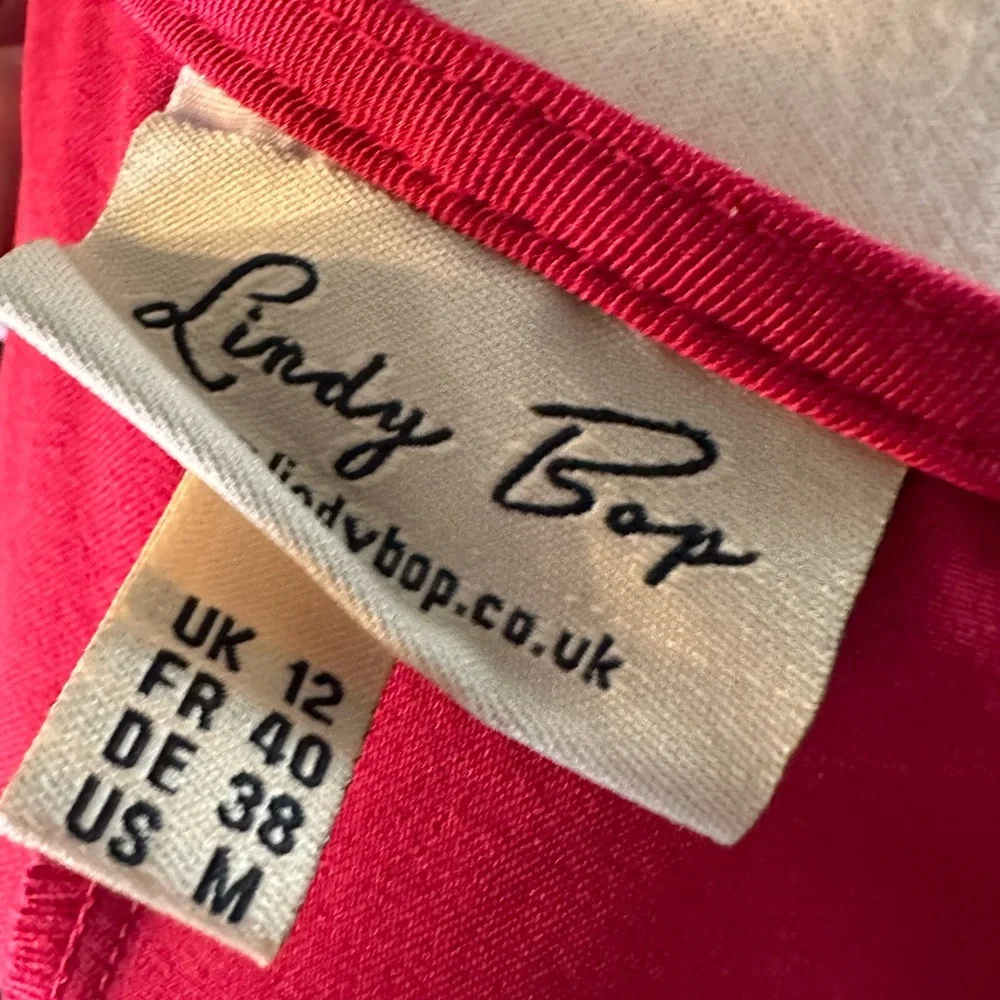 Lindy Bop
lindybop.co.uk
UK 12
FR 40
DE 38
US M